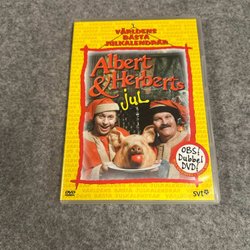 VÄRLDENS
BÄSTA
JULKALENDRAR
Albert
& Herberts
jul
OBS!
Dubbel
DVD!
DVD
svt